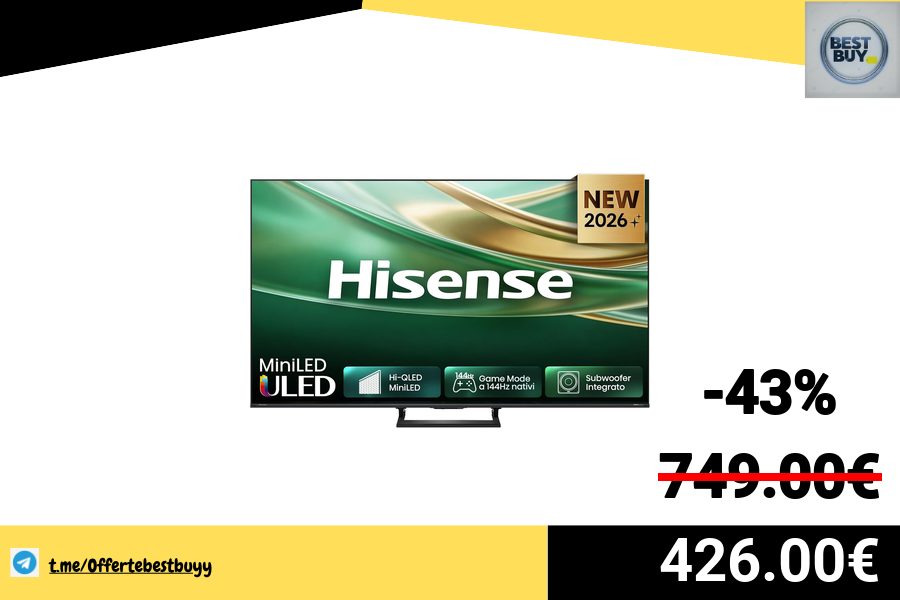 BEST
BUY
NEW
2026
Hisense
MiniLED
ULED
Hi-QLED
MiniLED
144Hz
Game Mode
a 144Hz nativi
Subwoofer
Integrato
-43%
749.00€
426.00€
t.me/Offertebestbuyy